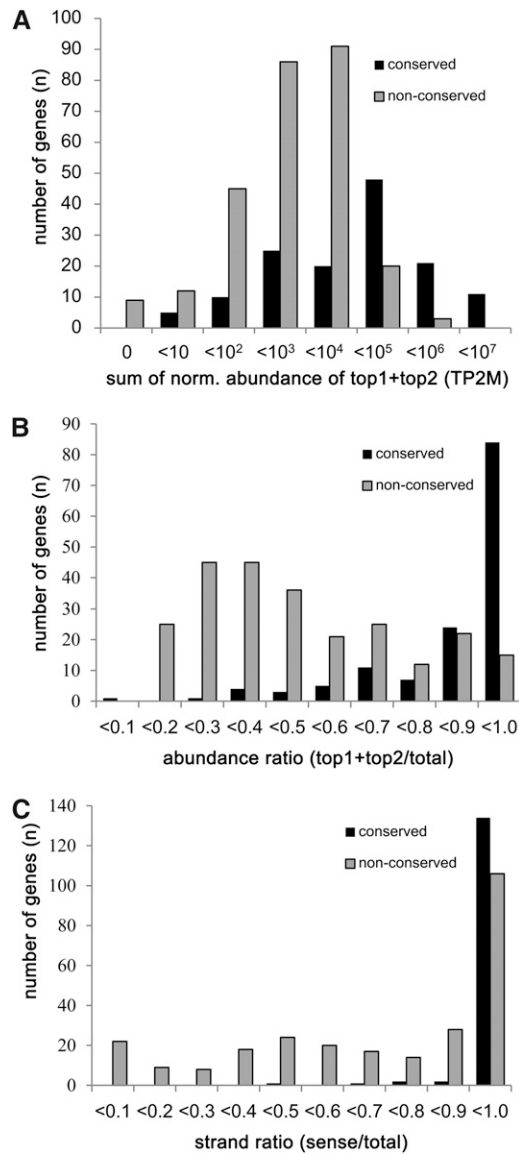 A
100
90
80
70
60
50
40
30
20
10
0
number of genes (n)
conserved
non-conserved
0 <10 <10² <10³ <10⁴ <10⁵ <10⁶ <10⁷
sum of norm. abundance of top1+top2 (TP2M)
B
90
80
70
60
50
40
30
20
10
0
number of genes (n)
conserved
non-conserved
<0.1 <0.2 <0.3 <0.4 <0.5 <0.6 <0.7 <0.8 <0.9 <1.0
abundance ratio (top1+top2/total)
C
140
120
100
80
60
40
20
0
number of genes (n)
conserved
non-conserved
<0.1 <0.2 <0.3 <0.4 <0.5 <0.6 <0.7 <0.8 <0.9 <1.0
strand ratio (sense/total)